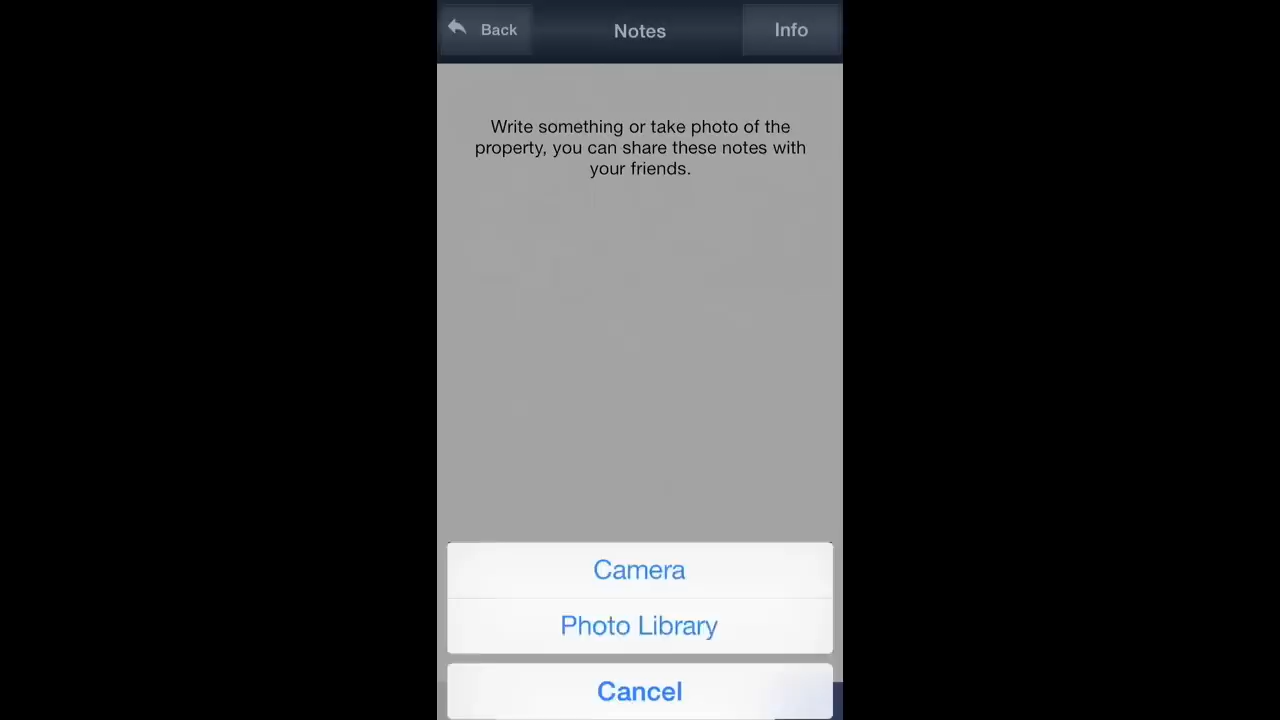 Back
Notes
Info
Write something or take photo of the
property, you can share these notes with
your friends.
Camera
Photo Library
Cancel